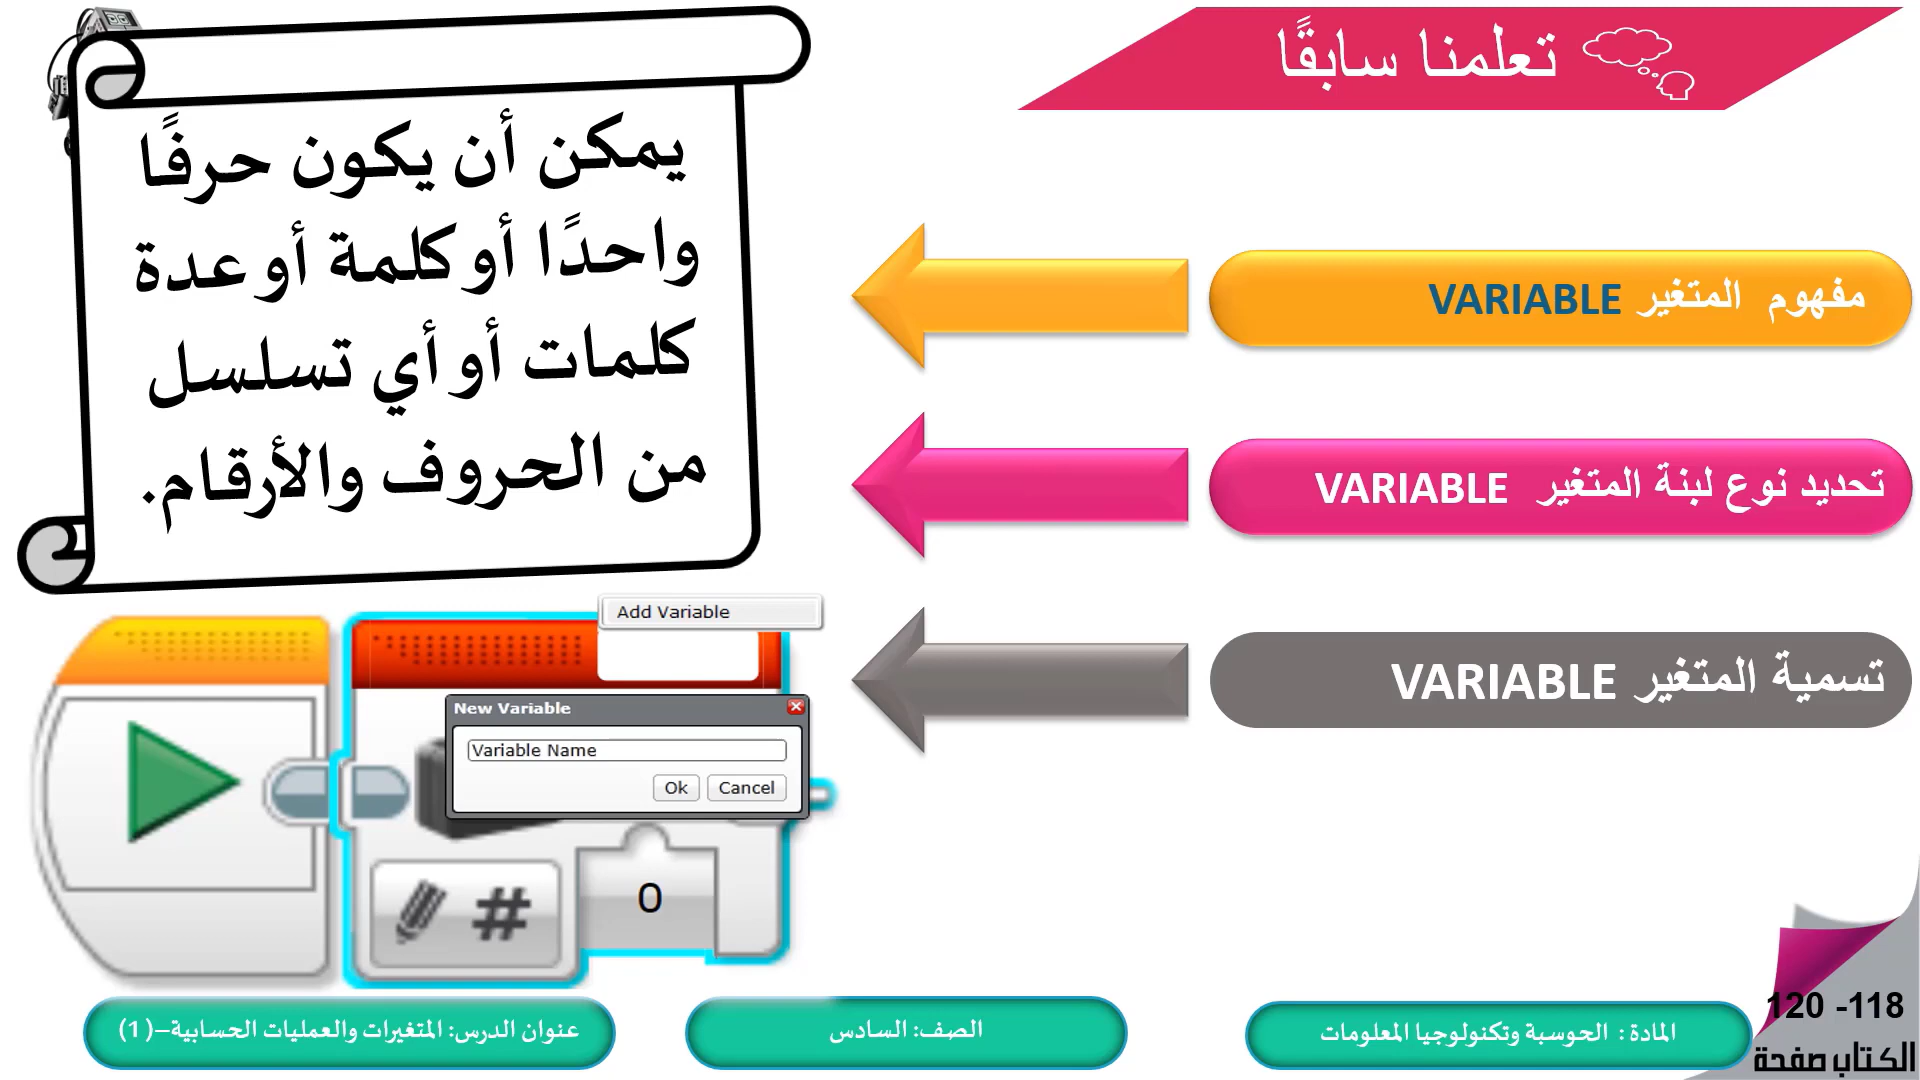 تعلمنا سابقًا
مفهوم المتغير VARIABLE
تحديد نوع لبنة المتغير VARIABLE
تسمية المتغير VARIABLE
يمكن أن يكون حرفًا
واحدًا أو كلمة أو عدة
كلمات أو أي تسلسل
من الحروف والأرقام.
Add Variable
New Variable
Variable Name
Ok Cancel
0
118- 120
الكتاب صفحة
المادة : الحوسبة وتكنولوجيا المعلومات
الصف: السادس
عنوان الدرس: المتغيرات والعمليات الحسابية–(1)